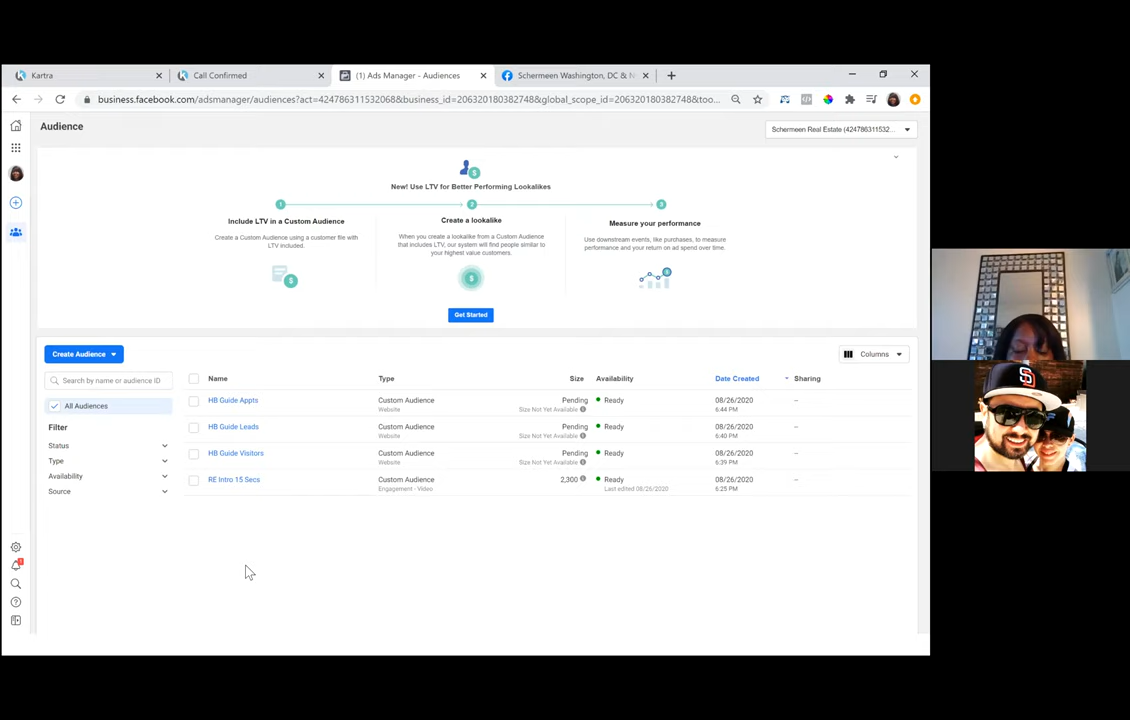 Kartra
Call Confirmed
(1) Ads Manager - Audiences
Schermeen Washington, DC & N
business.facebook.com/adsmanager/audiences?act=424786311532068&business_id=206320180382748&global_scope_id=206320180382748&too...
Audience
Schermeen Real Estate (424786311532...
New! Use LTV for Better Performing Lookalikes
1
2
3
Include LTV in a Custom Audience
Create a lookalike
Measure your performance
Create a Custom Audience using a customer file with
LTV included.
When you create a lookalike from a Custom Audience
that includes LTV, our system will find people similar to
your highest value customers.
Use downstream events, like purchases, to measure
performance and your return on ad spend over time.
Get Started
Create Audience
Columns
Search by name or audience ID
All Audiences
Filter
Status
Type
Availability
Source
Name Type Size Availability Date Created Sharing
HB Guide Appts Custom Audience Pending Ready 08/26/2020 --
Website Size Not Yet Available 6:44 PM
HB Guide Leads Custom Audience Pending Ready 08/26/2020 --
Website Size Not Yet Available 6:40 PM
HB Guide Visitors Custom Audience Pending Ready 08/26/2020 --
Website Size Not Yet Available 6:39 PM
RE Intro 15 Secs Custom Audience 2,300 Ready 08/26/2020 --
Engagement - Video Last edited 08/26/2020 6:25 PM